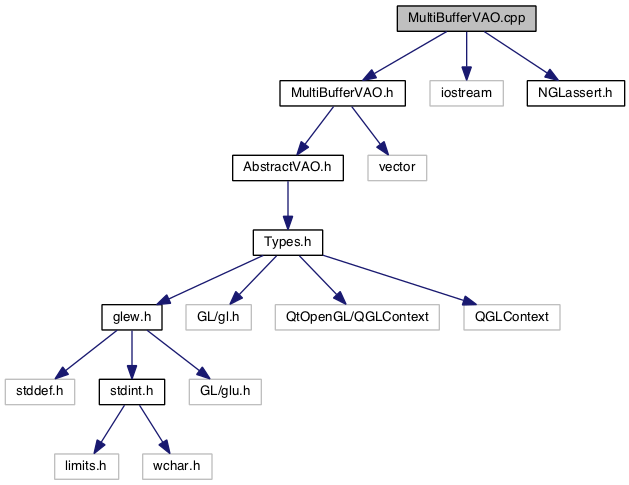 MultiBufferVAO.cpp
MultiBufferVAO.h
iostream
NGLassert.h
AbstractVAO.h
vector
Types.h
glew.h
GL/gl.h
QtOpenGL/QGLContext
QGLContext
stddef.h
stdint.h
GL/glu.h
limits.h
wchar.h